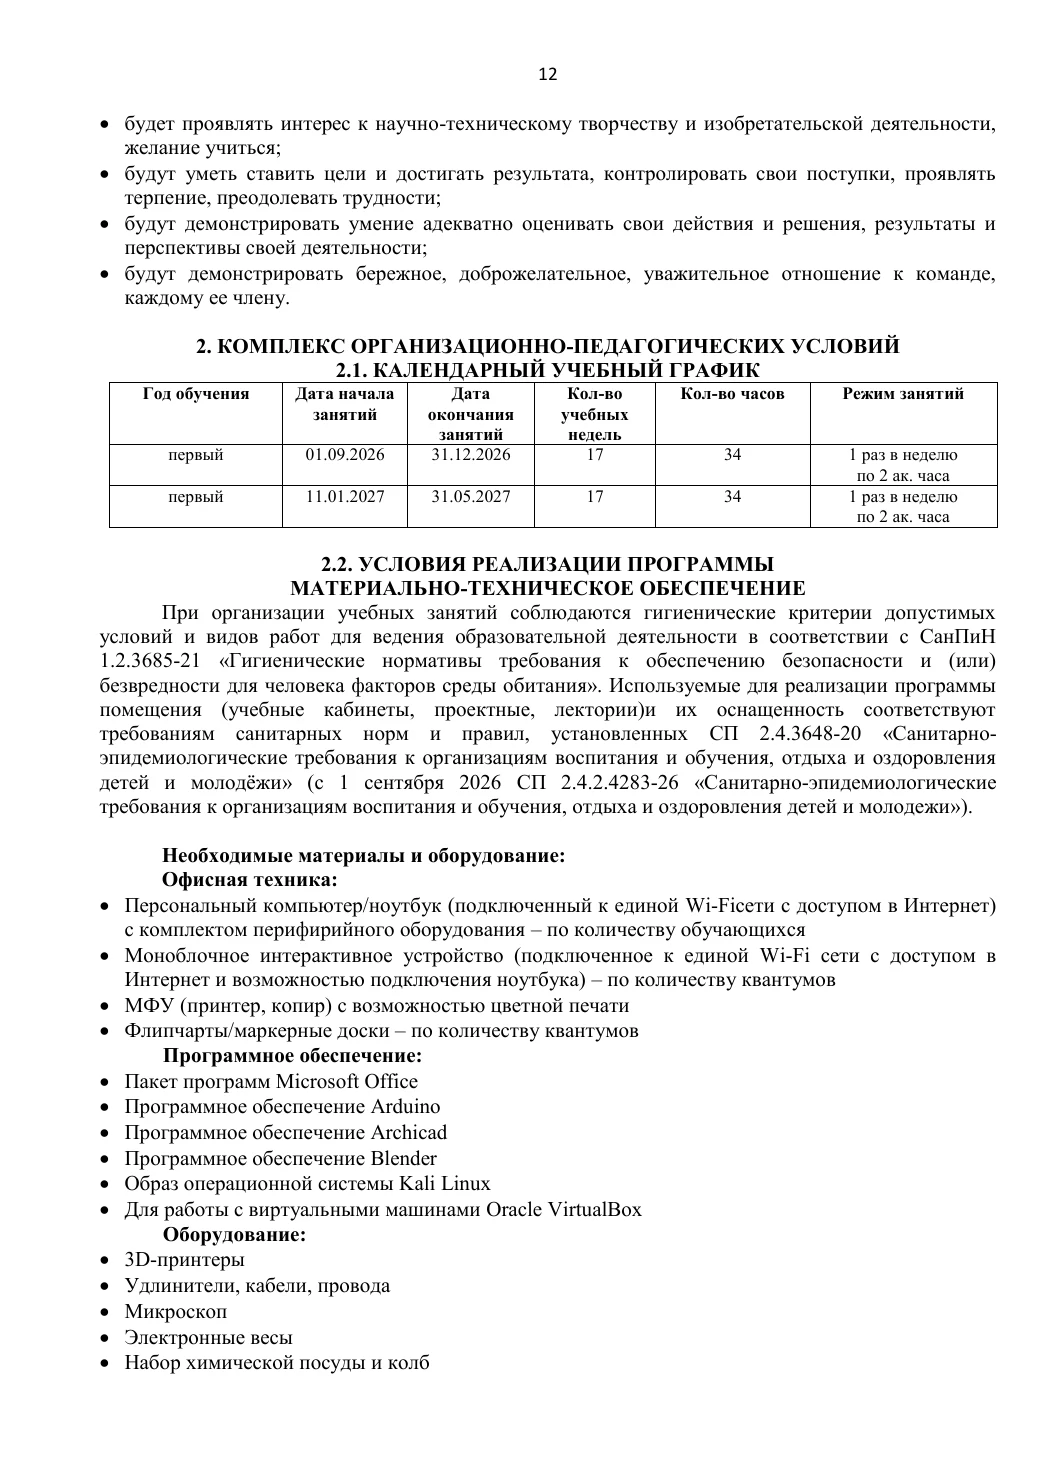 12
• будет проявлять интерес к научно-техническому творчеству и изобретательской деятельности,
желание учиться;
• будут уметь ставить цели и достигать результата, контролировать свои поступки, проявлять
терпение, преодолевать трудности;
• будут демонстрировать умение адекватно оценивать свои действия и решения, результаты и
перспективы своей деятельности;
• будут демонстрировать бережное, доброжелательное, уважительное отношение к команде,
каждому ее члену.
2. КОМПЛЕКС ОРГАНИЗАЦИОННО-ПЕДАГОГИЧЕСКИХ УСЛОВИЙ
2.1. КАЛЕНДАРНЫЙ УЧЕБНЫЙ ГРАФИК
Год обучения Дата начала Дата Кол-во Кол-во часов Режим занятий
занятий окончания учебных
занятий недель
первый 01.09.2026 31.12.2026 17 34 1 раз в неделю
по 2 ак. часа
первый 11.01.2027 31.05.2027 17 34 1 раз в неделю
по 2 ак. часа
2.2. УСЛОВИЯ РЕАЛИЗАЦИИ ПРОГРАММЫ
МАТЕРИАЛЬНО-ТЕХНИЧЕСКОЕ ОБЕСПЕЧЕНИЕ
При организации учебных занятий соблюдаются гигиенические критерии допустимых
условий и видов работ для ведения образовательной деятельности в соответствии с СанПиН
1.2.3685-21 «Гигиенические нормативы требования к обеспечению безопасности и (или)
безвредности для человека факторов среды обитания». Используемые для реализации программы
помещения (учебные кабинеты, проектные, лектории)и их оснащенность соответствуют
требованиям санитарных норм и правил, установленных СП 2.4.3648-20 «Санитарно-
эпидемиологические требования к организациям воспитания и обучения, отдыха и оздоровления
детей и молодёжи» (с 1 сентября 2026 СП 2.4.2.4283-26 «Санитарно-эпидемиологические
требования к организациям воспитания и обучения, отдыха и оздоровления детей и молодежи»).
Необходимые материалы и оборудование:
Офисная техника:
• Персональный компьютер/ноутбук (подключенный к единой Wi-Fiсети с доступом в Интернет)
с комплектом перифирийного оборудования – по количеству обучающихся
• Моноблочное интерактивное устройство (подключенное к единой Wi-Fi сети с доступом в
Интернет и возможностью подключения ноутбука) – по количеству квантумов
• МФУ (принтер, копир) с возможностью цветной печати
• Флипчарты/маркерные доски – по количеству квантумов
Программное обеспечение:
• Пакет программ Microsoft Office
• Программное обеспечение Arduino
• Программное обеспечение Archicad
• Программное обеспечение Blender
• Образ операционной системы Kali Linux
• Для работы с виртуальными машинами Oracle VirtualBox
Оборудование:
• 3D-принтеры
• Удлинители, кабели, провода
• Микроскоп
• Электронные весы
• Набор химической посуды и колб